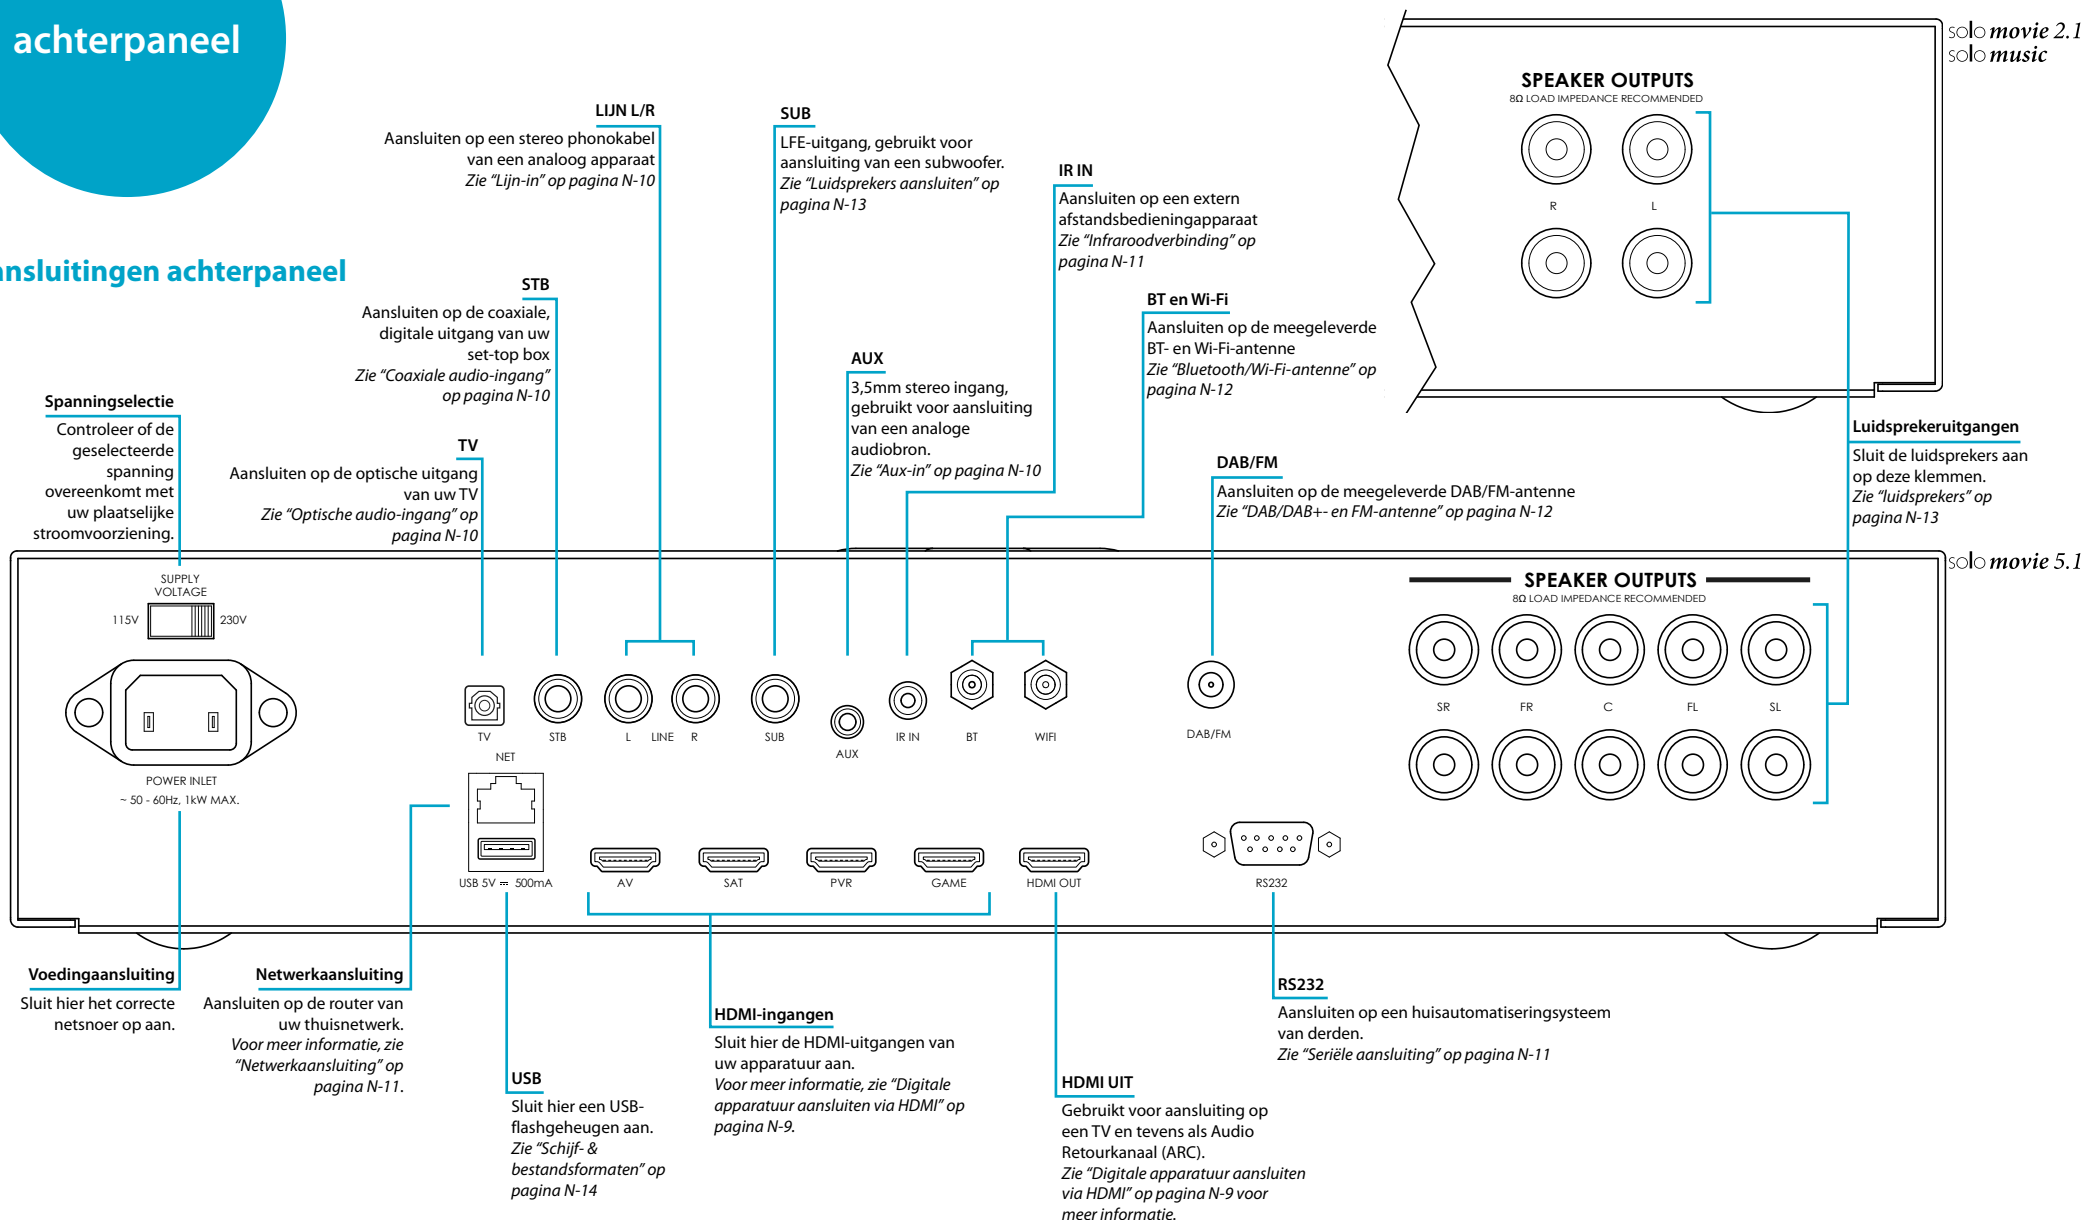 achterpaneel
nsluitingen achterpaneel
solo movie 2.1
solo music
SPEAKER OUTPUTS
8Ω LOAD IMPEDANCE RECOMMENDED
R
L
LIJN L/R
Aansluiten op een stereo phonokabel
van een analoog apparaat
Zie “Lijn-in” op pagina N-10
SUB
LFE-uitgang, gebruikt voor
aansluiting van een subwoofer.
Zie “Luidsprekers aansluiten” op
pagina N-13
IR IN
Aansluiten op een extern
afstandsbedieningapparaat
Zie “Infraroodverbinding” op
pagina N-11
STB
Aansluiten op de coaxiale,
digitale uitgang van uw
set-top box
Zie “Coaxiale audio-ingang”
op pagina N-10
BT en Wi-Fi
Aansluiten op de meegeleverde
BT- en Wi-Fi-antenne
Zie “Bluetooth/Wi-Fi-antenne” op
pagina N-12
AUX
3,5mm stereo ingang,
gebruikt voor aansluiting
van een analoge
audiobron.
Zie “Aux-in” op pagina N-10
Spanningselectie
Controleer of de
geselecteerde
spanning
overeenkomt met
uw plaatselijke
stroomvoorziening.
TV
Aansluiten op de optische uitgang
van uw TV
Zie “Optische audio-ingang” op
pagina N-10
DAB/FM
Aansluiten op de meegeleverde DAB/FM-antenne
Zie “DAB/DAB+- en FM-antenne” op pagina N-12
Luidsprekeruitgangen
Sluit de luidsprekers aan
op deze klemmen.
Zie “luidsprekers” op
pagina N-13
solo movie 5.1
SUPPLY
VOLTAGE
115V
230V
POWER INLET
~ 50 - 60Hz, 1kW MAX.
TV
STB
L
LINE
R
SUB
AUX
IR IN
BT
WIFI
DAB/FM
SPEAKER OUTPUTS
8Ω LOAD IMPEDANCE RECOMMENDED
SR
FR
C
FL
SL
NET
USB 5V ⎓ 500mA
AV
SAT
PVR
GAME
HDMI OUT
RS232
Voedingaansluiting
Sluit hier het correcte
netsnoer op aan.
Netwerkaansluiting
Aansluiten op de router van
uw thuisnetwerk.
Voor meer informatie, zie
“Netwerkaansluiting” op
pagina N-11.
USB
Sluit hier een USB-
flashgeheugen aan.
Zie “Schijf- &
bestandsformaten” op
pagina N-14
HDMI-ingangen
Sluit hier de HDMI-uitgangen van
uw apparatuur aan.
Voor meer informatie, zie “Digitale
apparatuur aansluiten via HDMI” op
pagina N-9.
HDMI UIT
Gebruikt voor aansluiting op
een TV en tevens als Audio
Retourkanaal (ARC).
Zie “Digitale apparatuur aansluiten
via HDMI” op pagina N-9 voor
meer informatie.
RS232
Aansluiten op een huisautomatiseringsysteem
van derden.
Zie “Seriële aansluiting” op pagina N-11